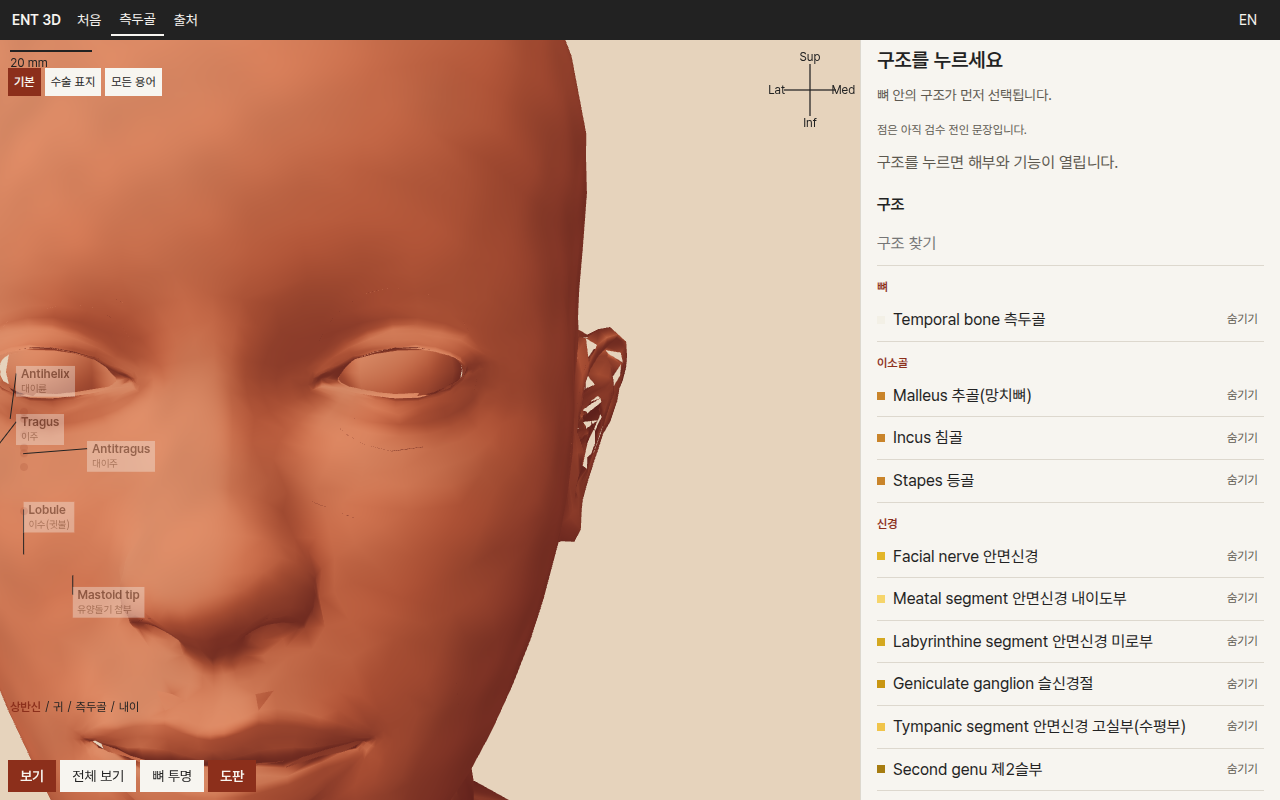 ENT 3D 처음 측두골 출처 EN
20 mm
기본 수술 표지 모든 용어
Sup
Lat Med
Inf
Antihelix
대이륜
Tragus
이주
Antitragus
대이주
Lobule
이수(귓불)
Mastoid tip
유양돌기 첨부
상반신 / 귀 / 측두골 / 내이
보기 전체 보기 뼈 투명 도판
구조를 누르세요
뼈 안의 구조가 먼저 선택됩니다.
점은 아직 검수 전인 문장입니다.
구조를 누르면 해부와 기능이 열립니다.
구조
구조 찾기
뼈
Temporal bone 측두골 숨기기
이소골
Malleus 추골(망치뼈) 숨기기
Incus 침골 숨기기
Stapes 등골 숨기기
신경
Facial nerve 안면신경 숨기기
Meatal segment 안면신경 내이도부 숨기기
Labyrinthine segment 안면신경 미로부 숨기기
Geniculate ganglion 슬신경절 숨기기
Tympanic segment 안면신경 고실부(수평부) 숨기기
Second genu 제2슬부 숨기기